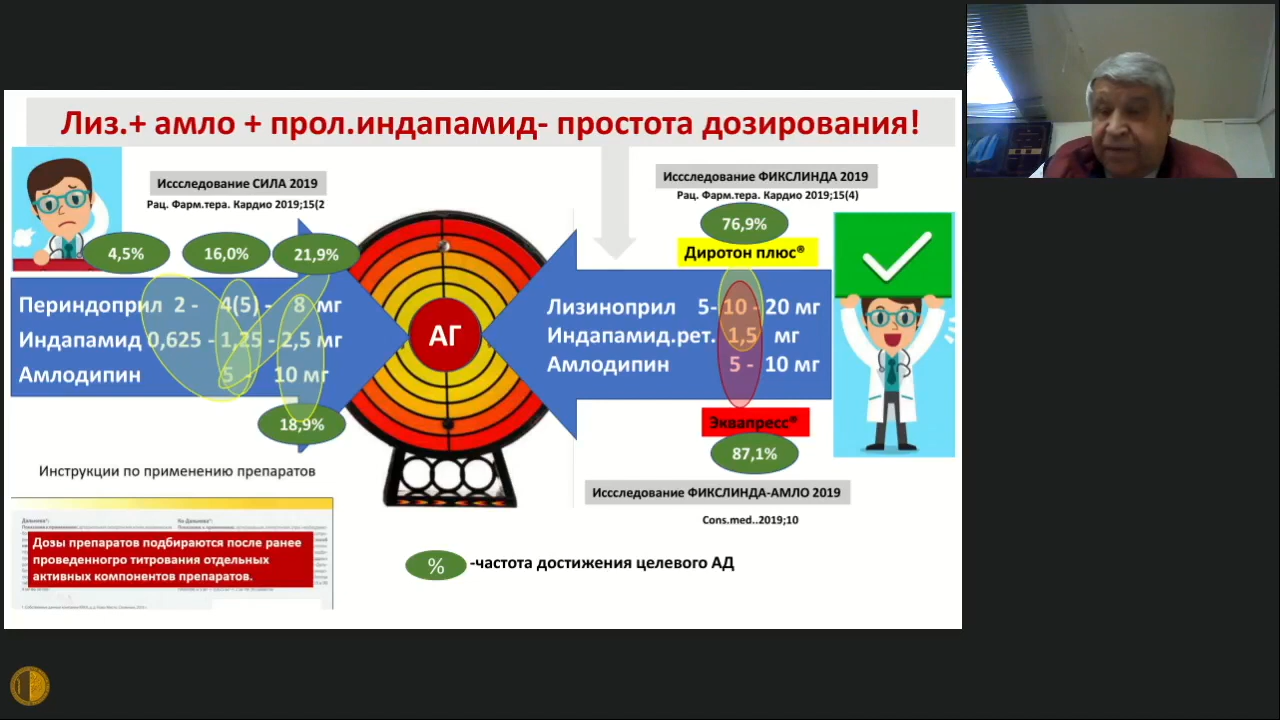 Лиз.+ амло + прол.индапамид- простота дозирования!
Иссследование СИЛА 2019
Рац. Фарм.тера. Кардио 2019;15(2
4,5%
16,0%
21,9%
Периндоприл 2 - 4(5) - 8 мг
Индапамид 0,625 - 1,25 - 2,5 мг
Амлодипин 5 - 10 мг
18,9%
АГ
Иссследование ФИКСЛИНДА 2019
Рац. Фарм.тера. Кардио 2019;15(4)
76,9%
Диротон плюс®
Лизиноприл 5- 10 - 20 мг
Индапамид.рет. 1,5 мг
Амлодипин 5 - 10 мг
Эквапресс®
87,1%
Иссследование ФИКСЛИНДА-АМЛО 2019
Cons.med..2019;10
Инструкции по применению препаратов
Дозы препаратов подбираются после ранее
проведенногро титрования отдельных
активных компонентов препаратов.
% -частота достижения целевого АД